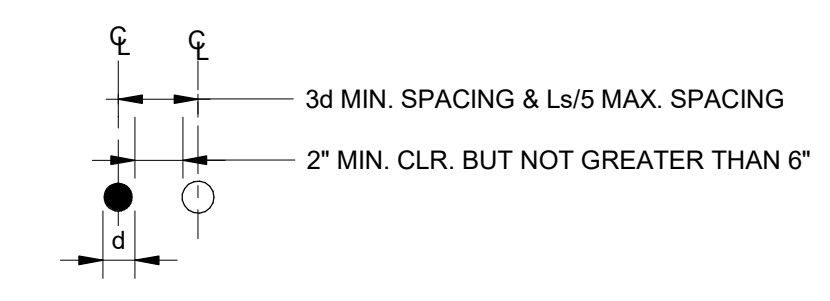 ℄ ℄
3d MIN. SPACING & Ls/5 MAX. SPACING
2" MIN. CLR. BUT NOT GREATER THAN 6"
d